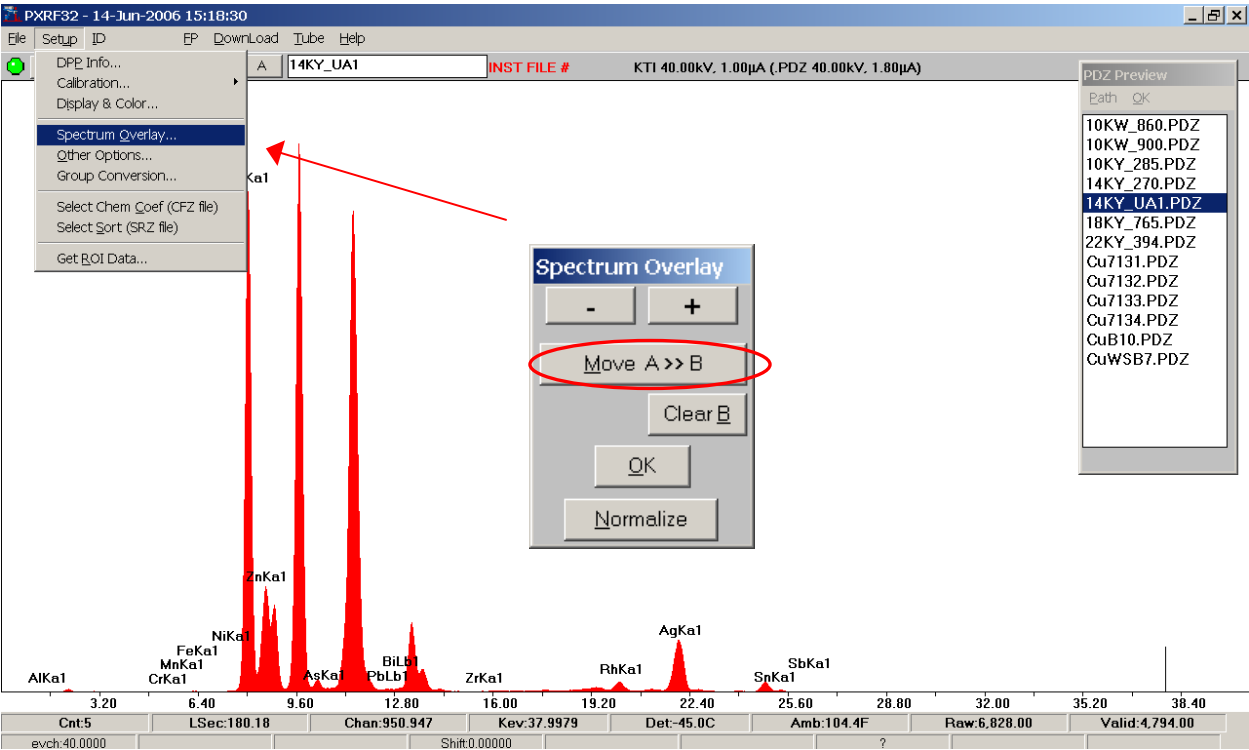 PXRF32 - 14-Jun-2006 15:18:30
File Setup ID EP DownLoad Tube Help
A 14KY_UA1 INST FILE # KTI 40.00kV, 1.00µA (.PDZ 40.00kV, 1.80µA)
DPP Info...
Calibration...
Display & Color...
Spectrum Overlay...
Other Options...
Group Conversion...
Select Chem Coef (CFZ file)
Select Sort (SRZ file)
Get ROI Data...
PDZ Preview
Path OK
10KW_860.PDZ
10KW_900.PDZ
10KY_285.PDZ
14KY_270.PDZ
14KY_UA1.PDZ
18KY_765.PDZ
22KY_394.PDZ
Cu7131.PDZ
Cu7132.PDZ
Cu7133.PDZ
Cu7134.PDZ
CuB10.PDZ
CuWSB7.PDZ
Spectrum Overlay
- +
Move A >> B
Clear B
OK
Normalize
Ka1
ZnKa1
NiKa1
FeKa1
MnKa1
CrKa1
AlKa1
AsKa1
PbLb1
BiLb1
ZrKa1
RhKa1
AgKa1
SnKa1
SbKa1
3.20 6.40 9.60 12.80 16.00 19.20 22.40 25.60 28.80 32.00 35.20 38.40
Cnt:5 LSec:180.18 Chan:950.947 Kev:37.9979 Det:-45.0C Amb:104.4F Raw:6,828.00 Valid:4,794.00
evch:40.0000 Shift:0.00000 ?